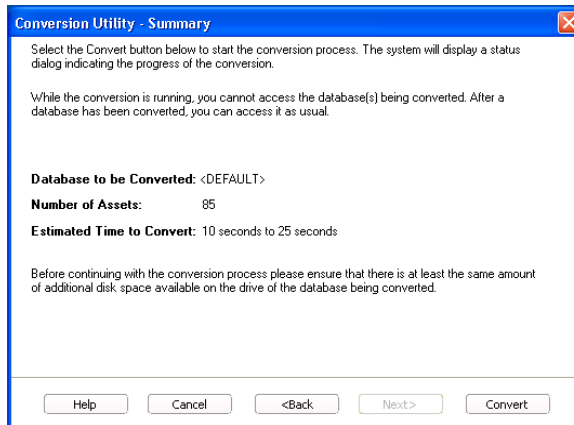 Conversion Utility - Summary
Select the Convert button below to start the conversion process. The system will display a status
dialog indicating the progress of the conversion.
While the conversion is running, you cannot access the database(s) being converted. After a
database has been converted, you can access it as usual.
Database to be Converted: <DEFAULT>
Number of Assets: 85
Estimated Time to Convert: 10 seconds to 25 seconds
Before continuing with the conversion process please ensure that there is at least the same amount
of additional disk space available on the drive of the database being converted.
Help Cancel <Back Next> Convert